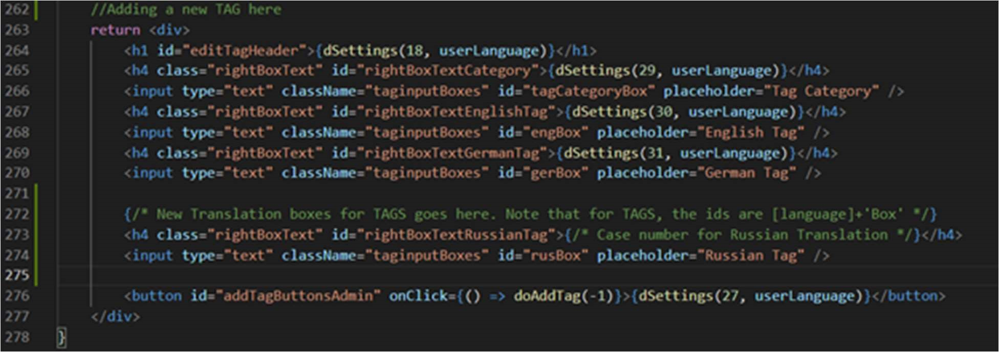 262 //Adding a new TAG here
263 return <div>
264 <h1 id="editTagHeader">{dSettings(18, userLanguage)}</h1>
265 <h4 class="rightBoxText" id="rightBoxTextCategory">{dSettings(29, userLanguage)}</h4>
266 <input type="text" className="taginputBoxes" id="tagCategoryBox" placeholder="Tag Category" />
267 <h4 class="rightBoxText" id="rightBoxTextEnglishTag">{dSettings(30, userLanguage)}</h4>
268 <input type="text" className="taginputBoxes" id="engBox" placeholder="English Tag" />
269 <h4 class="rightBoxText" id="rightBoxTextGermanTag">{dSettings(31, userLanguage)}</h4>
270 <input type="text" className="taginputBoxes" id="gerBox" placeholder="German Tag" />
271
272 {/* New Translation boxes for TAGS goes here. Note that for TAGS, the ids are [language]+'Box' */}
273 <h4 class="rightBoxText" id="rightBoxTextRussianTag">{/* Case number for Russian Translation */}</h4>
274 <input type="text" className="taginputBoxes" id="rusBox" placeholder="Russian Tag" />
275
276 <button id="addTagButtonsAdmin" onClick={() => doAddTag(-1)}>{dSettings(27, userLanguage)}</button>
277 </div>
278 }